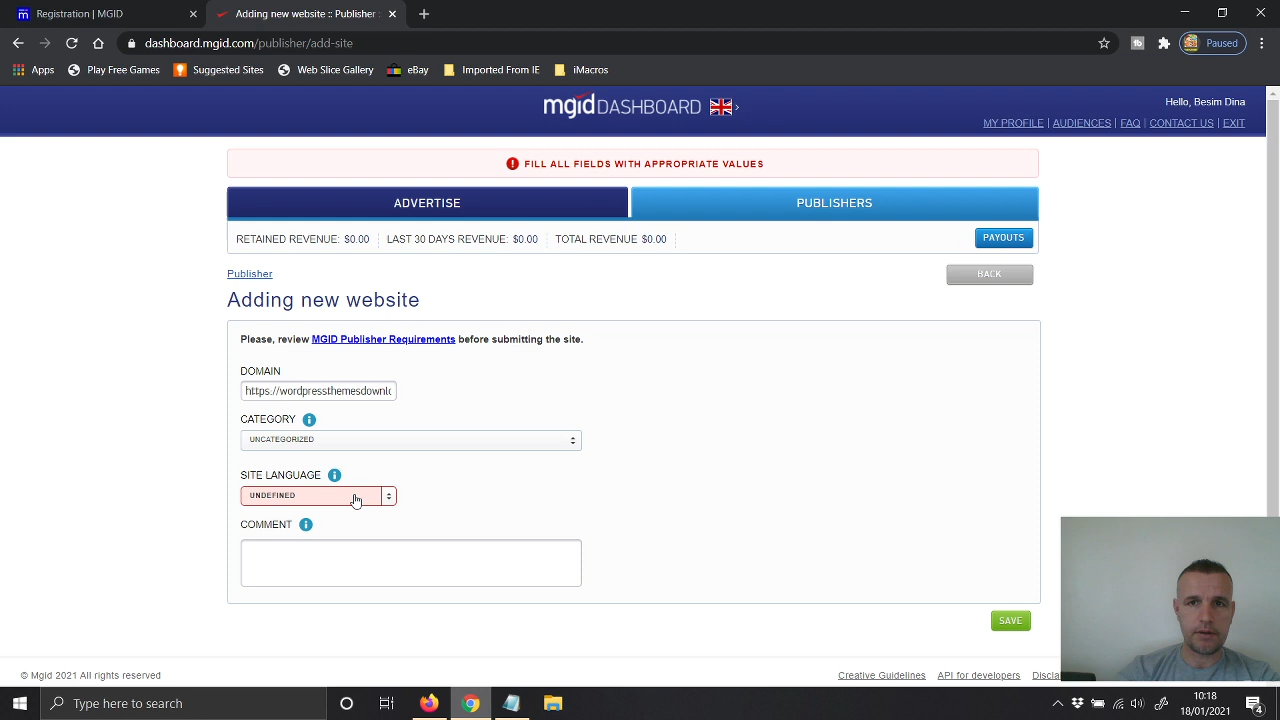 Registration | MGID
Adding new website :: Publisher
dashboard.mgid.com/publisher/add-site
Paused
Apps
Play Free Games
Suggested Sites
Web Slice Gallery
eBay
Imported From IE
iMacros
mgid DASHBOARD
Hello, Besim Dina
MY PROFILE | AUDIENCES | FAQ | CONTACT US | EXIT
FILL ALL FIELDS WITH APPROPRIATE VALUES
ADVERTISE
PUBLISHERS
RETAINED REVENUE: $0.00
LAST 30 DAYS REVENUE: $0.00
TOTAL REVENUE $0.00
PAYOUTS
Publisher
BACK
Adding new website
Please, review MGID Publisher Requirements before submitting the site.
DOMAIN
https://wordpressthemesdownlo
CATEGORY
UNCATEGORIZED
SITE LANGUAGE
UNDEFINED
COMMENT
SAVE
© Mgid 2021 All rights reserved
Creative Guidelines
API for developers
Discla
Type here to search
10:18
18/01/2021
4